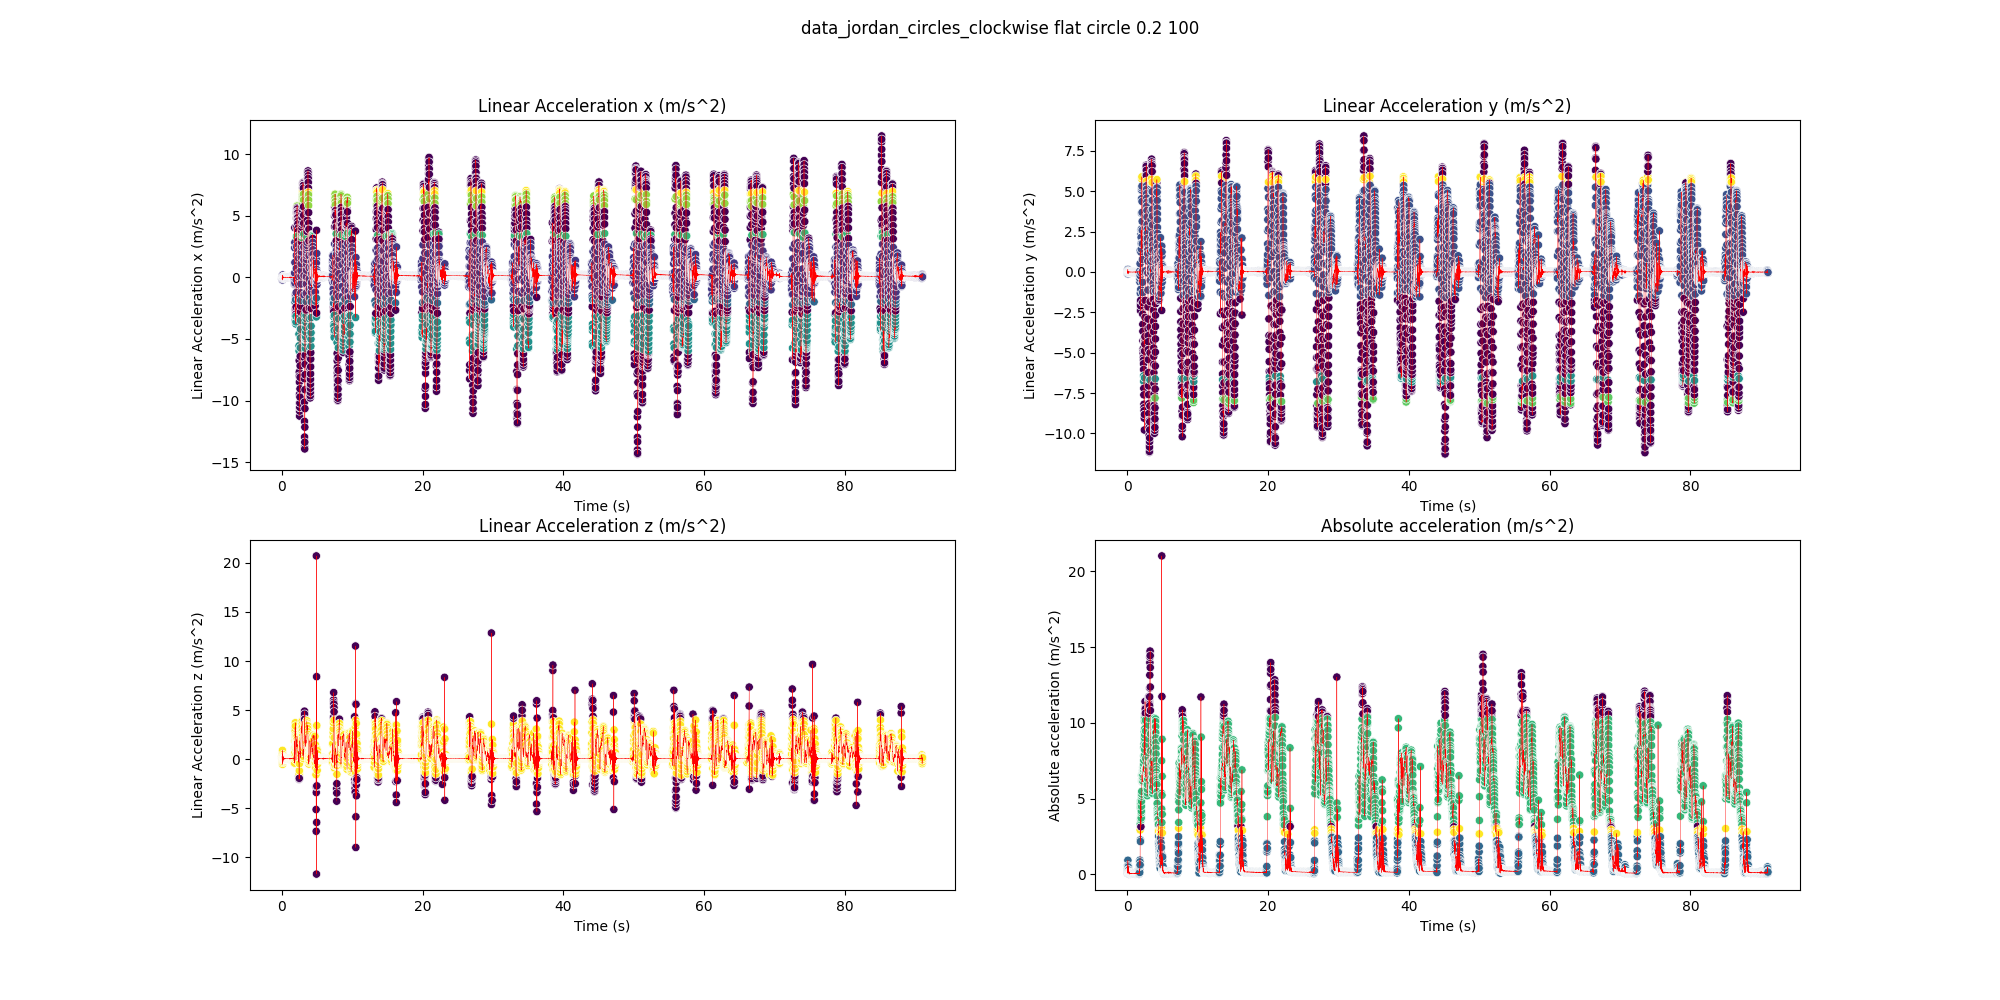 data_jordan_circles_clockwise flat circle 0.2 100
Linear Acceleration x (m/s^2)
Linear Acceleration x (m/s^2)
10
5
0
−5
−10
−15
0 20 40 60 80
Time (s)
Linear Acceleration y (m/s^2)
Linear Acceleration y (m/s^2)
7.5
5.0
2.5
0.0
−2.5
−5.0
−7.5
−10.0
0 20 40 60 80
Time (s)
Linear Acceleration z (m/s^2)
Linear Acceleration z (m/s^2)
20
15
10
5
0
−5
−10
0 20 40 60 80
Time (s)
Absolute acceleration (m/s^2)
Absolute acceleration (m/s^2)
20
15
10
5
0
0 20 40 60 80
Time (s)